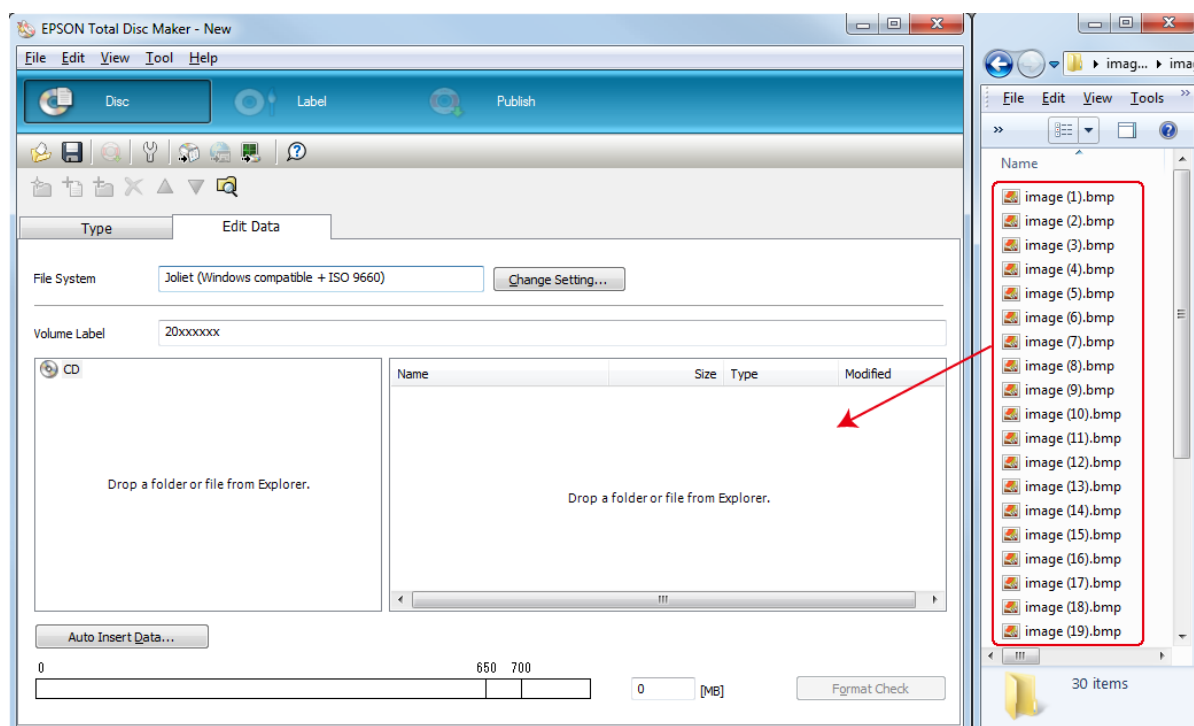 EPSON Total Disc Maker - New
File Edit View Tool Help
Disc Label Publish
Type Edit Data
File System Joliet (Windows compatible + ISO 9660) Change Setting...
Volume Label 20xxxxxx
CD
Name Size Type Modified
Drop a folder or file from Explorer.
Drop a folder or file from Explorer.
Auto Insert Data...
0 650 700
0 [MB] Format Check
imag... ima
File Edit View Tools »
»
Name
image (1).bmp
image (2).bmp
image (3).bmp
image (4).bmp
image (5).bmp
image (6).bmp
image (7).bmp
image (8).bmp
image (9).bmp
image (10).bmp
image (11).bmp
image (12).bmp
image (13).bmp
image (14).bmp
image (15).bmp
image (16).bmp
image (17).bmp
image (18).bmp
image (19).bmp
30 items